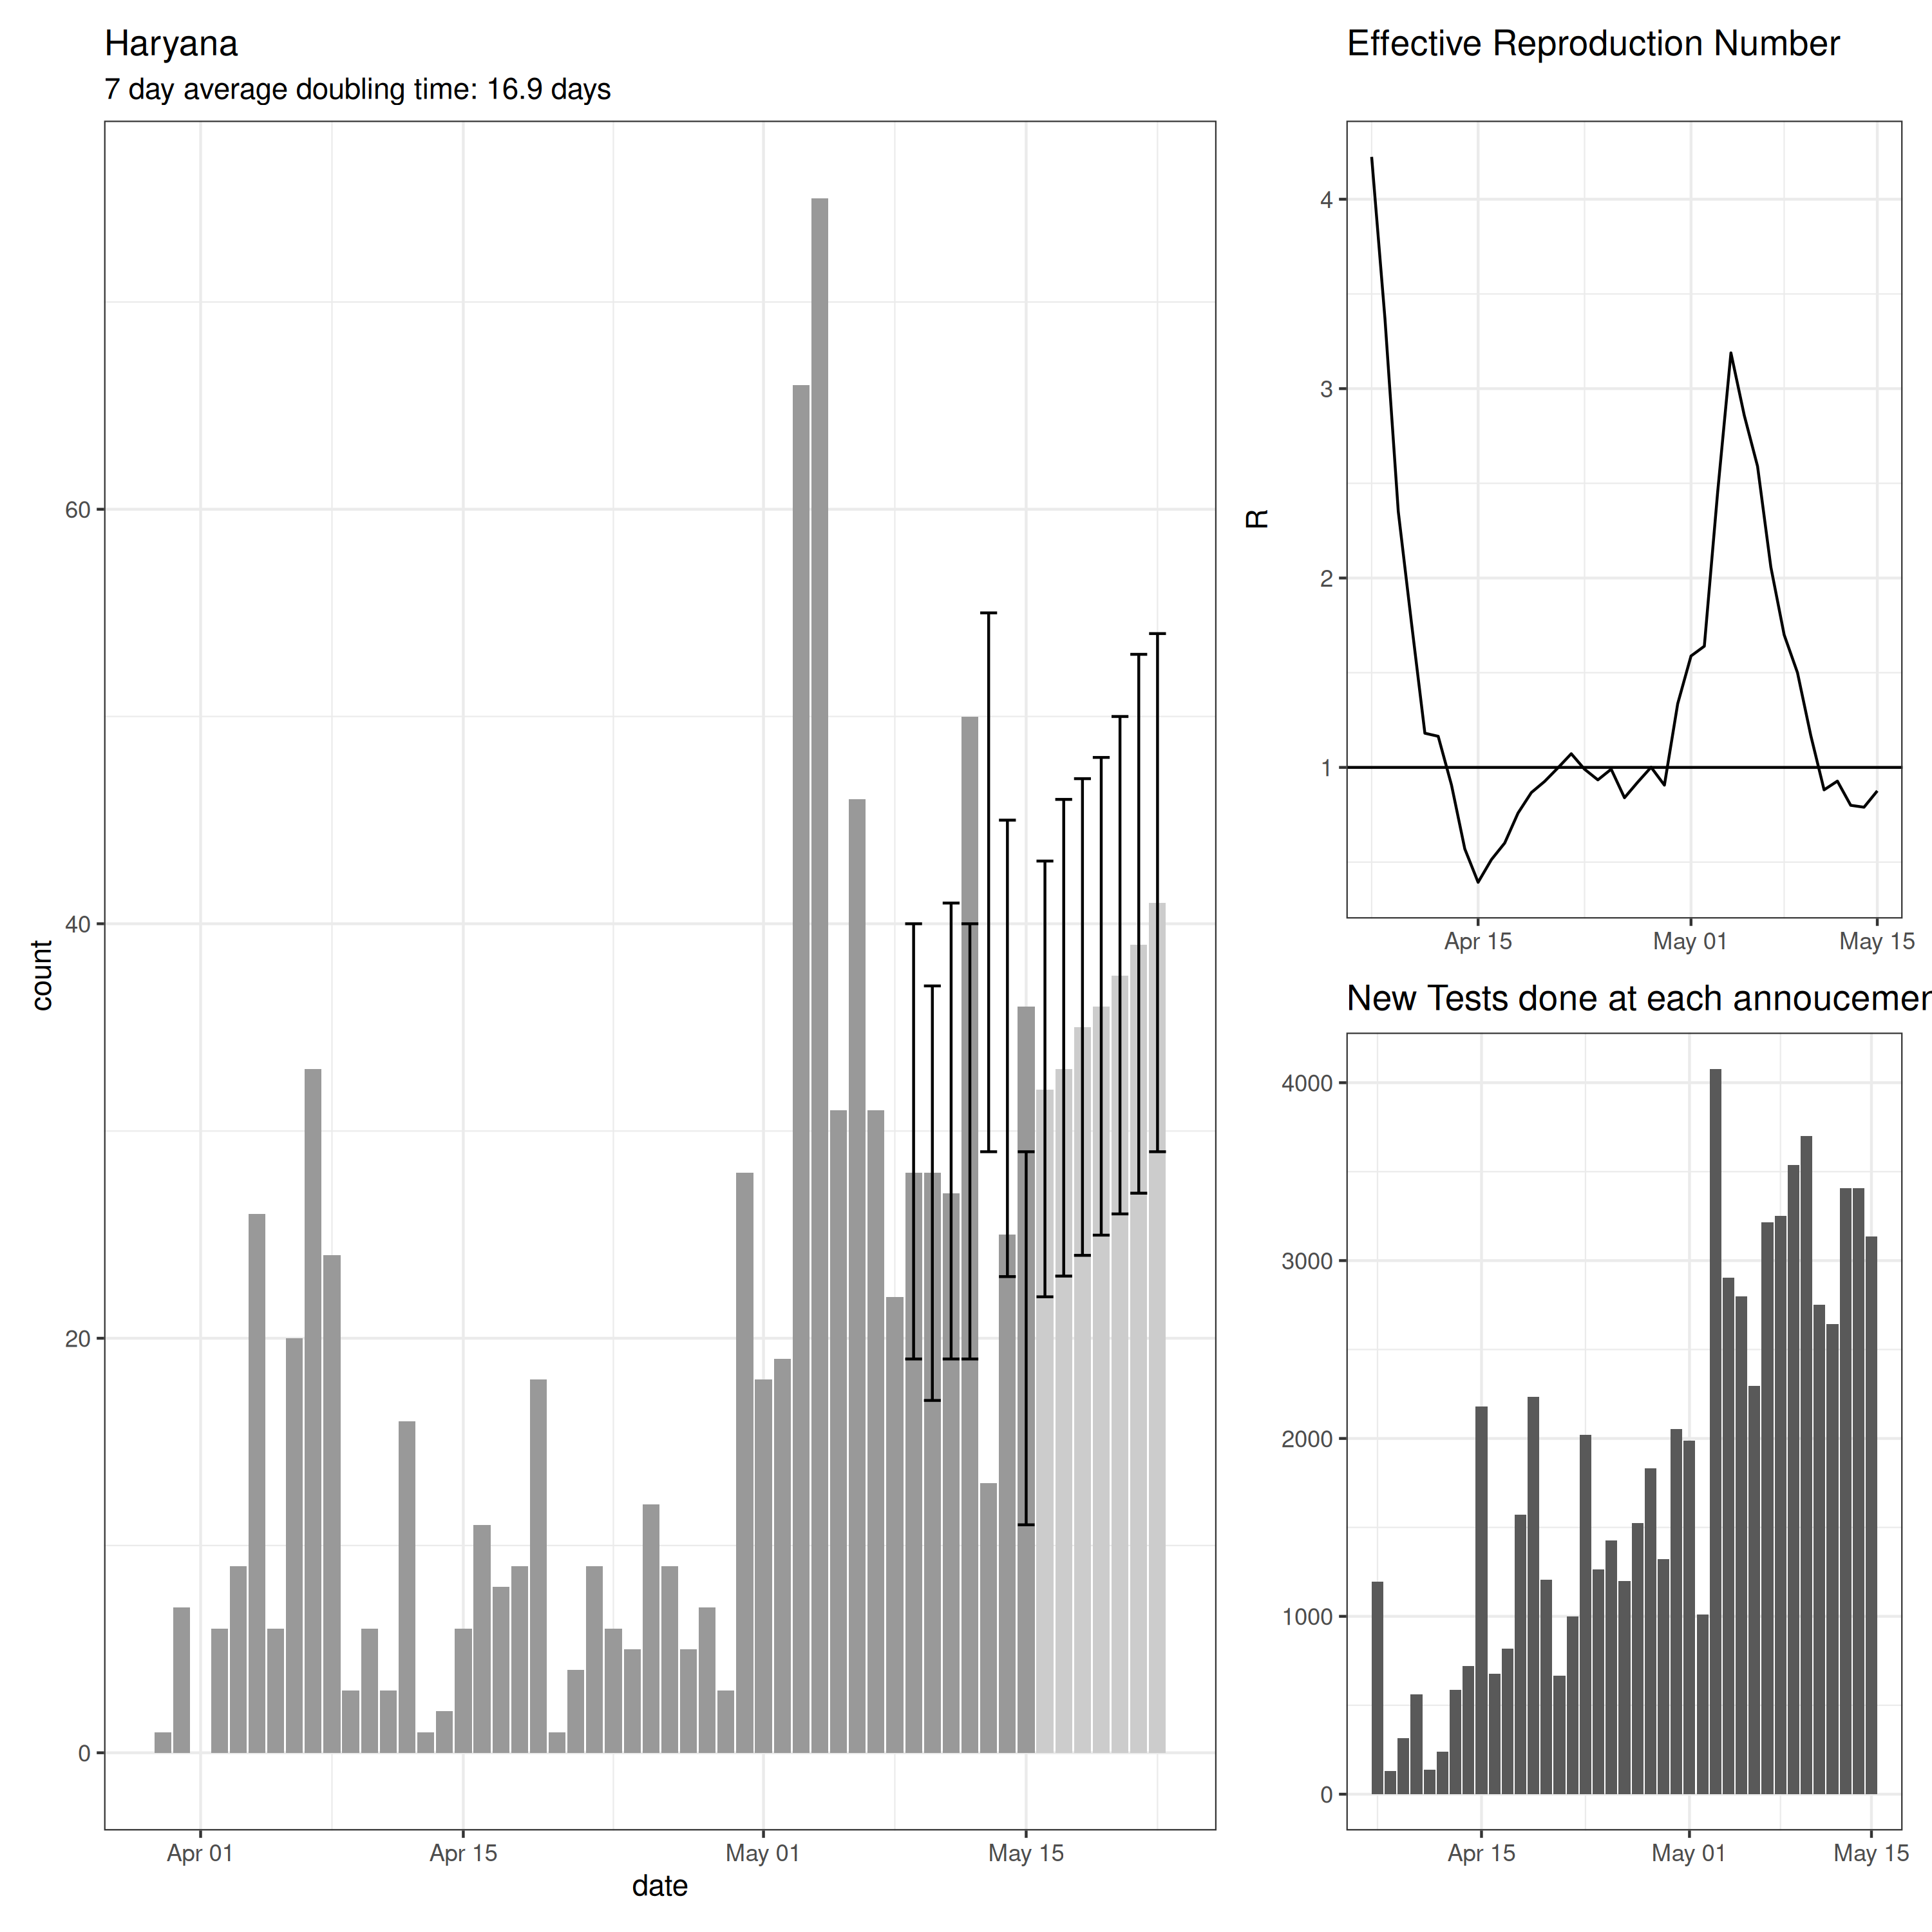 Haryana
7 day average doubling time: 16.9 days
count
60
40
20
0
Apr 01
Apr 15
May 01
May 15
date
Effective Reproduction Number
R
4
3
2
1
Apr 15
May 01
May 15
New Tests done at each annoucemen
4000
3000
2000
1000
0
Apr 15
May 01
May 15